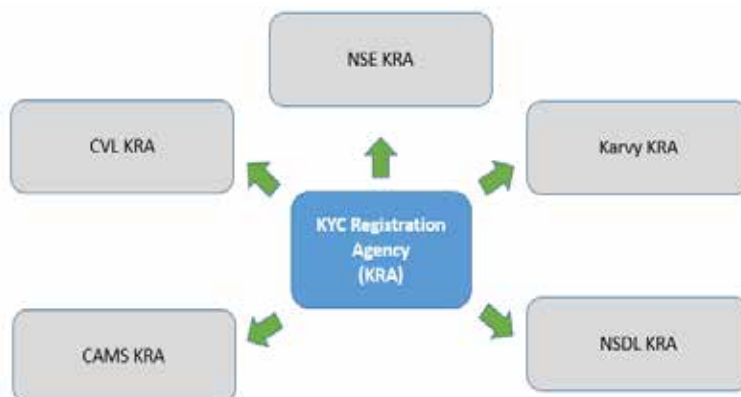 NSE KRA
CVL KRA
Karvy KRA
KYC Registration
Agency
(KRA)
CAMS KRA
NSDL KRA